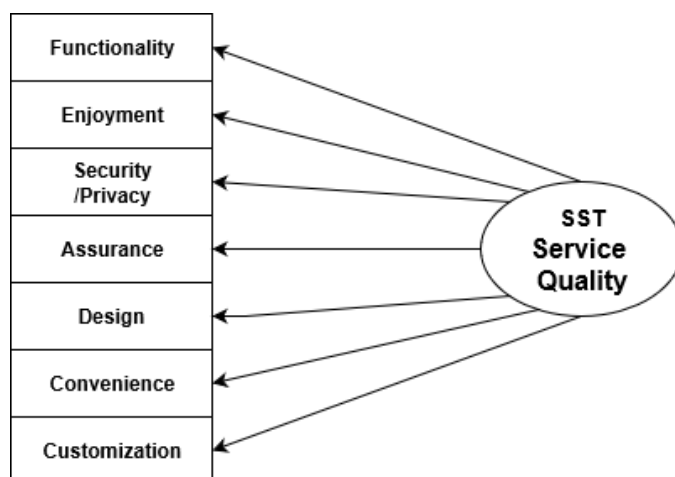 Functionality
Enjoyment
Security
/Privacy
Assurance
Design
Convenience
Customization
SST
Service
Quality